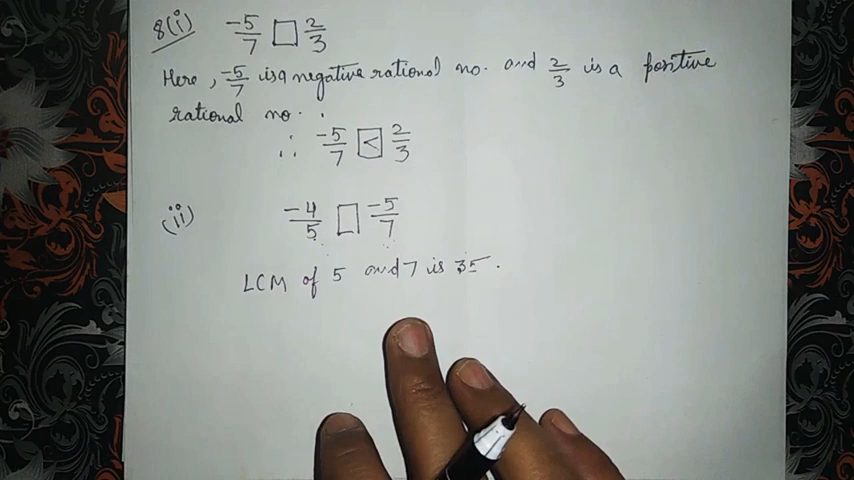 8(i) -5/7 □ 2/3
Here, -5/7 is a negative rational no. and 2/3 is a positive
rational no.
∴ -5/7 < 2/3
(ii) -4/5 □ -5/7
LCM of 5 and 7 is 35.